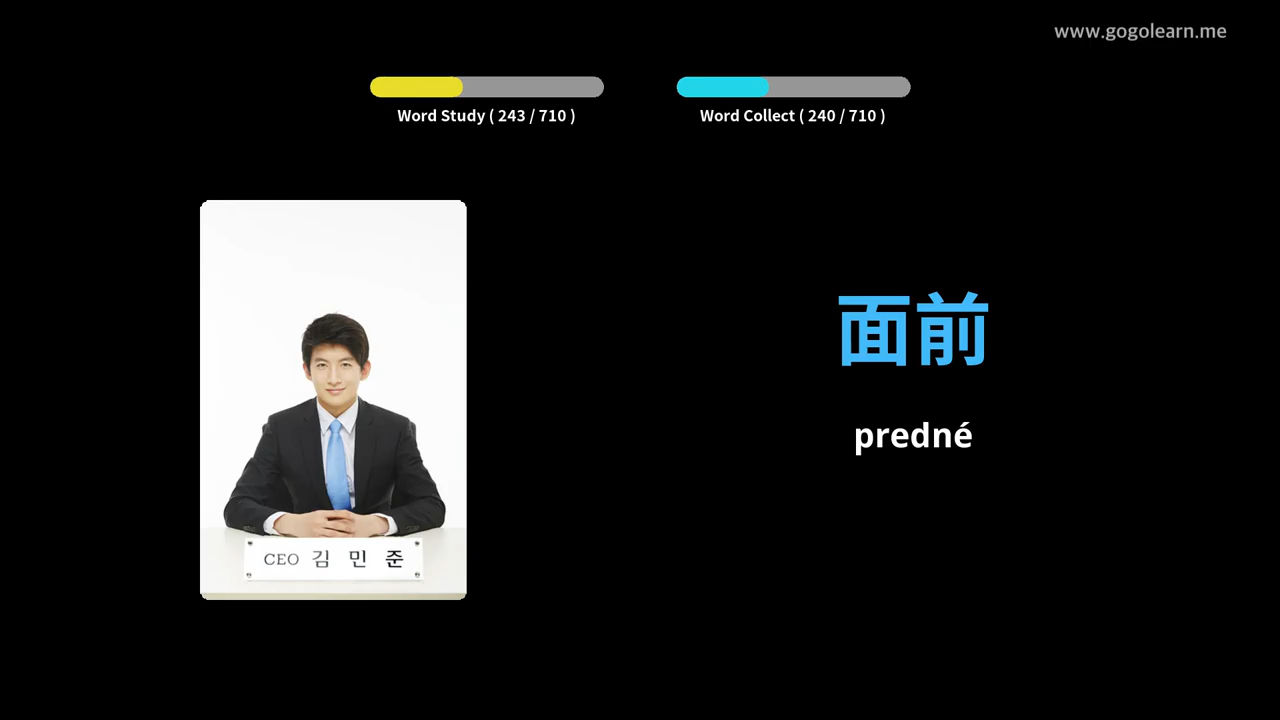 www.gogolearn.me
Word Study ( 243 / 710 )
Word Collect ( 240 / 710 )
面前
predné
CEO 김 민 준